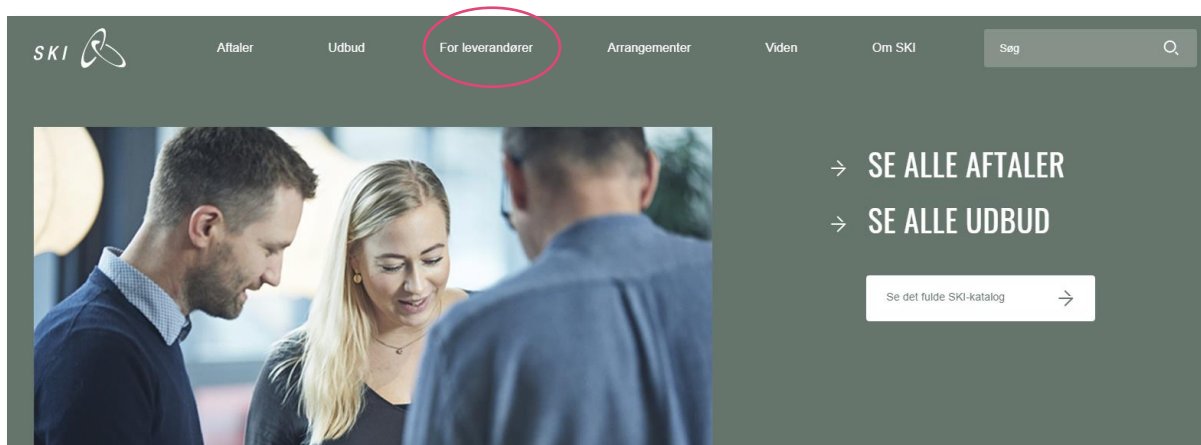 SKI
Aftaler Udbud For leverandører Arrangementer Viden Om SKI Søg
SE ALLE AFTALER
SE ALLE UDBUD
Se det fulde SKI-katalog